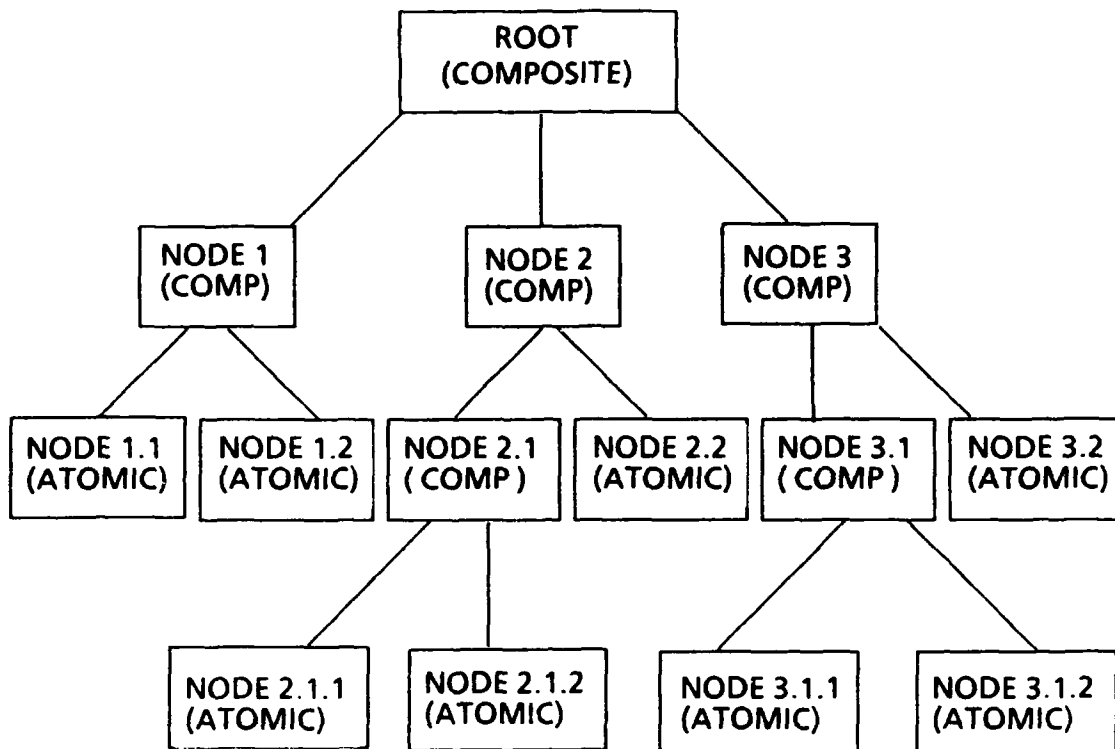 ROOT
(COMPOSITE)
NODE 1
(COMP)
NODE 2
(COMP)
NODE 3
(COMP)
NODE 1.1
(ATOMIC)
NODE 1.2
(ATOMIC)
NODE 2.1
( COMP )
NODE 2.2
(ATOMIC)
NODE 3.1
( COMP )
NODE 3.2
(ATOMIC)
NODE 2.1.1
(ATOMIC)
NODE 2.1.2
(ATOMIC)
NODE 3.1.1
(ATOMIC)
NODE 3.1.2
(ATOMIC)